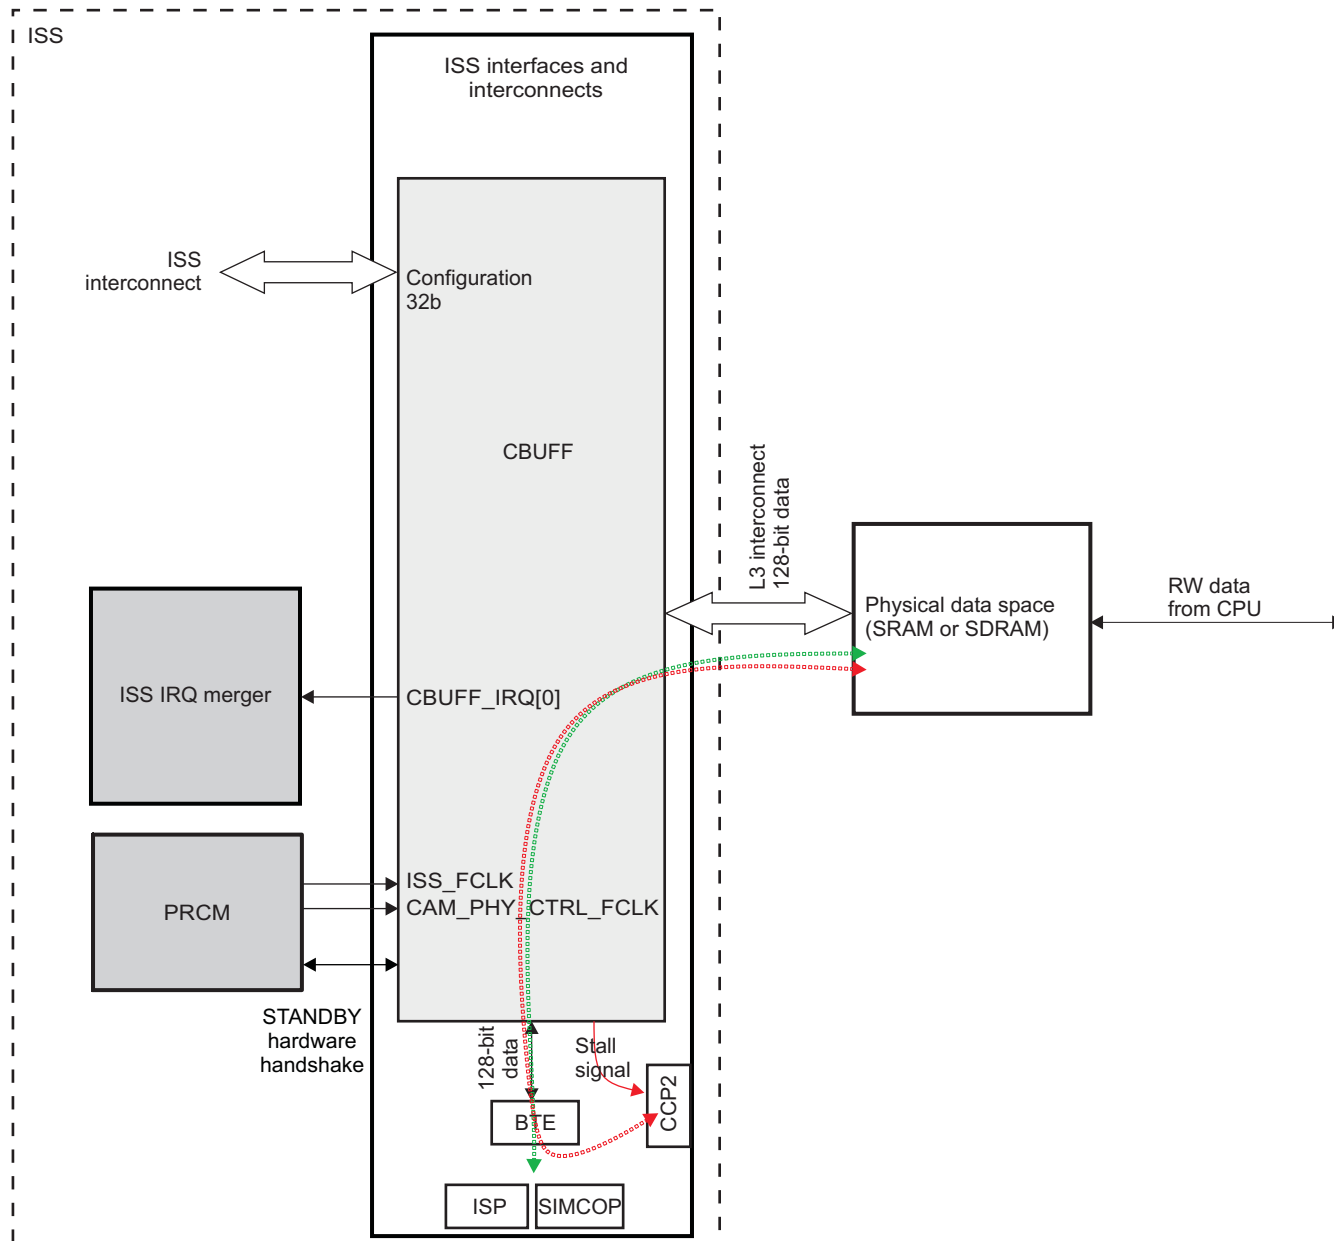 ISS
ISS interfaces and
interconnects
ISS
interconnect
Configuration
32b
CBUFF
L3 interconnect
128-bit data
Physical data space
(SRAM or SDRAM)
RW data
from CPU
ISS IRQ merger
CBUFF_IRQ[0]
PRCM
ISS_FCLK
CAM_PHY_CTRL_FCLK
STANDBY
hardware
handshake
128-bit
data
Stall
signal
CCP2
BTE
ISP
SIMCOP